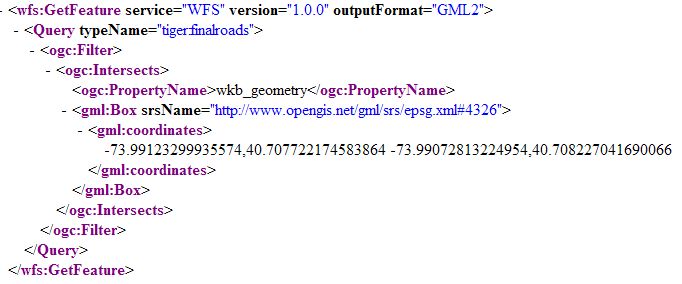 - <wfs:GetFeature service="WFS" version="1.0.0" outputFormat="GML2">
- <Query typeName="tiger:finalroads">
- <ogc:Filter>
- <ogc:Intersects>
<ogc:PropertyName>wkb_geometry</ogc:PropertyName>
- <gml:Box srsName="http://www.opengis.net/gml/srs/epsg.xml#4326">
- <gml:coordinates>
-73.99123299935574,40.707722174583864 -73.99072813224954,40.708227041690066
</gml:coordinates>
</gml:Box>
</ogc:Intersects>
</ogc:Filter>
</Query>
</wfs:GetFeature>